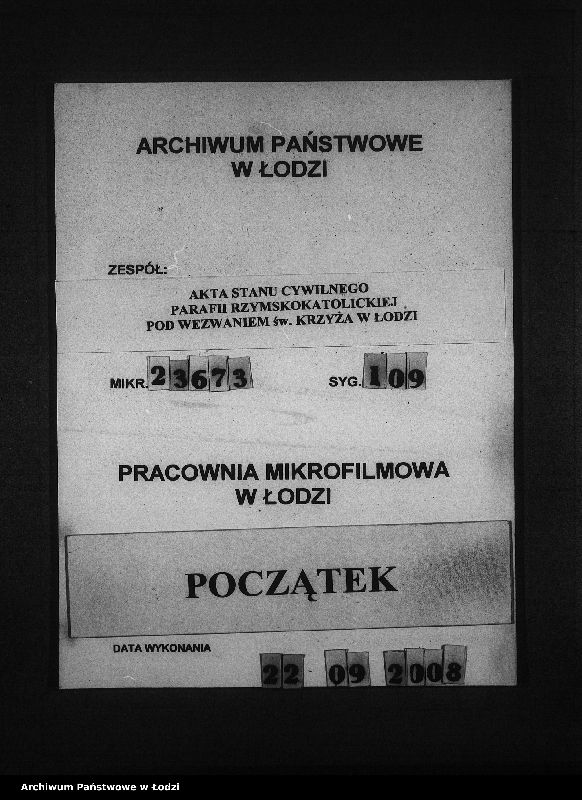 ARCHIWUM PAŃSTWOWE
W ŁODZI
ZESPÓŁ:
AKTA STANU CYWILNEGO
PARAFII RZYMSKOKATOLICKIEJ
POD WEZWANIEM św. KRZYŻA W ŁODZI
MIKR. 23673 SYG. 109
PRACOWNIA MIKROFILMOWA
W ŁODZI
POCZĄTEK
DATA WYKONANIA
22 09 2008
Archiwum Państwowe w Łodzi